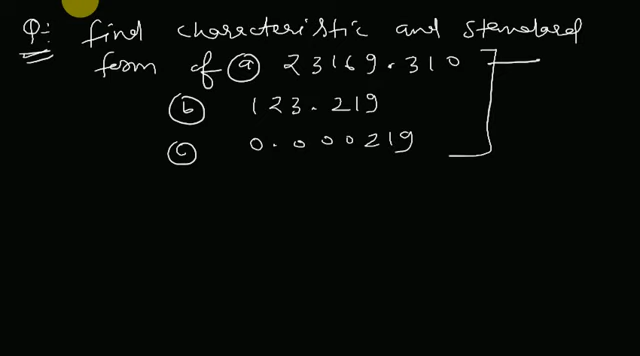 Q: Find characteristic and standard
form of (a) 23169.310
(b) 123.219
(c) 0.000219